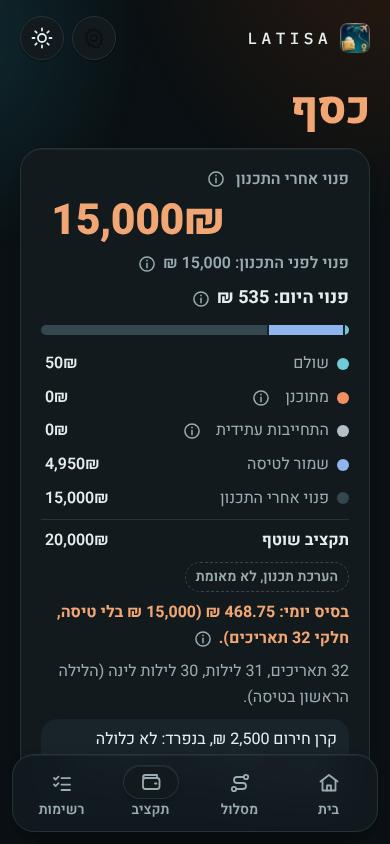 LATISA
כסף
פנוי אחרי התכנון
15,000₪
פנוי לפני התכנון: 15,000 ₪
פנוי היום: 535 ₪
שולם 50₪
מתוכנן 0₪
התחייבות עתידית 0₪
שמור לטיסה 4,950₪
פנוי אחרי התכנון 15,000₪
תקציב שוטף 20,000₪
הערכת תכנון, לא מאומת
בסיס יומי: 468.75 ₪ (15,000 ₪ בלי טיסה,
חלקי 32 תאריכים).
32 תאריכים, 31 לילות, 30 לילות לינה (הלילה
הראשון בטיסה).
קרן חירום 2,500 ₪, בנפרד: לא כלולה
בית מסלול תקציב רשימות